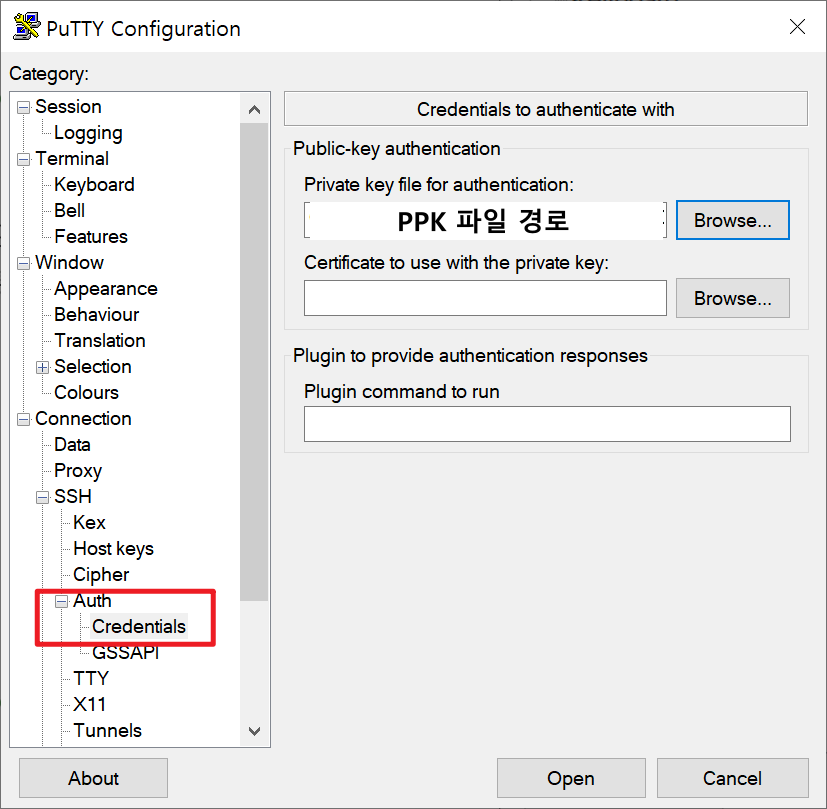 PuTTY Configuration
Category:
Session
Logging
Terminal
Keyboard
Bell
Features
Window
Appearance
Behaviour
Translation
Selection
Colours
Connection
Data
Proxy
SSH
Kex
Host keys
Cipher
Auth
Credentials
GSSAPI
TTY
X11
Tunnels
Credentials to authenticate with
Public-key authentication
Private key file for authentication:
PPK 파일 경로
Browse...
Certificate to use with the private key:
Browse...
Plugin to provide authentication responses
Plugin command to run
About
Open
Cancel